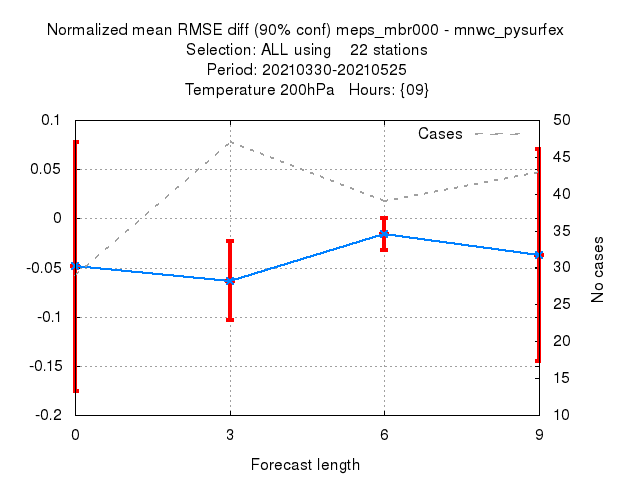 Normalized mean RMSE diff (90% conf) meps_mbr000 - mnwc_pysurfex
Selection: ALL using 22 stations
Period: 20210330-20210525
Temperature 200hPa Hours: {09}
Cases
0.1
0.05
0
-0.05
-0.1
-0.15
-0.2
50
45
40
35
30
25
20
15
10
No cases
0 3 6 9
Forecast length